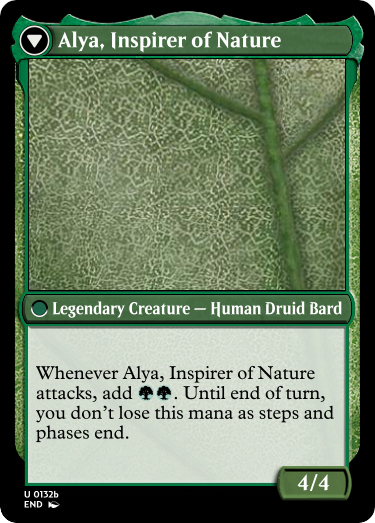 Alya, Inspirer of Nature
Legendary Creature — Human Druid Bard
Whenever Alya, Inspirer of Nature
attacks, add . Until end of turn,
you don't lose this mana as steps and
phases end.
4/4
U 0132b
END